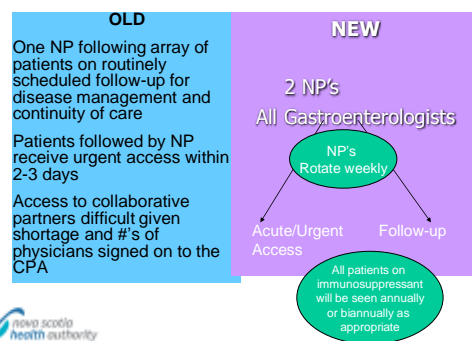 OLD
One NP following array of
patients on routinely
scheduled follow-up for
disease management and
continuity of care
Patients followed by NP
receive urgent access within
2-3 days
Access to collaborative
partners difficult given
shortage and #'s of
physicians signed on to the
CPA
NEW
2 NP's
All Gastroenterologists
NP's
Rotate weekly
Acute/Urgent
Access
Follow-up
All patients on
immunosuppressant
will be seen annually
or biannually as
appropriate
nova scotia
health authority